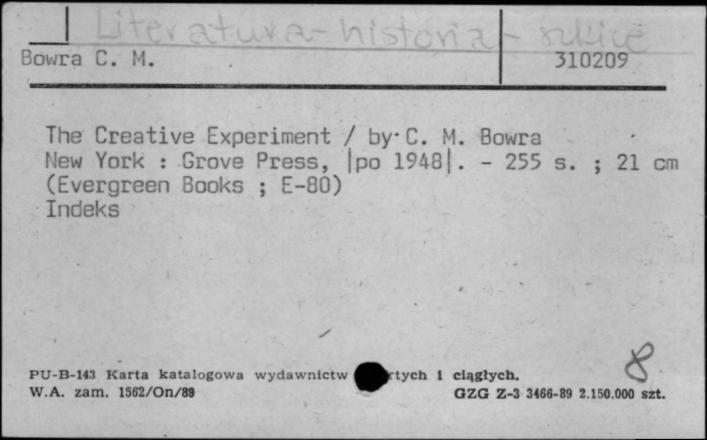 Literatura - historia - szkice
Bowra C. M. 310209
The Creative Experiment / by C. M. Bowra
New York : Grove Press, |po 1948|. - 255 s. ; 21 cm
(Evergreen Books ; E-80)
Indeks
8
PU-B-143 Karta katalogowa wydawnictw rtych i ciągłych.
W.A. zam. 1562/On/89 GZG Z-3 3466-89 2.150.000 szt.